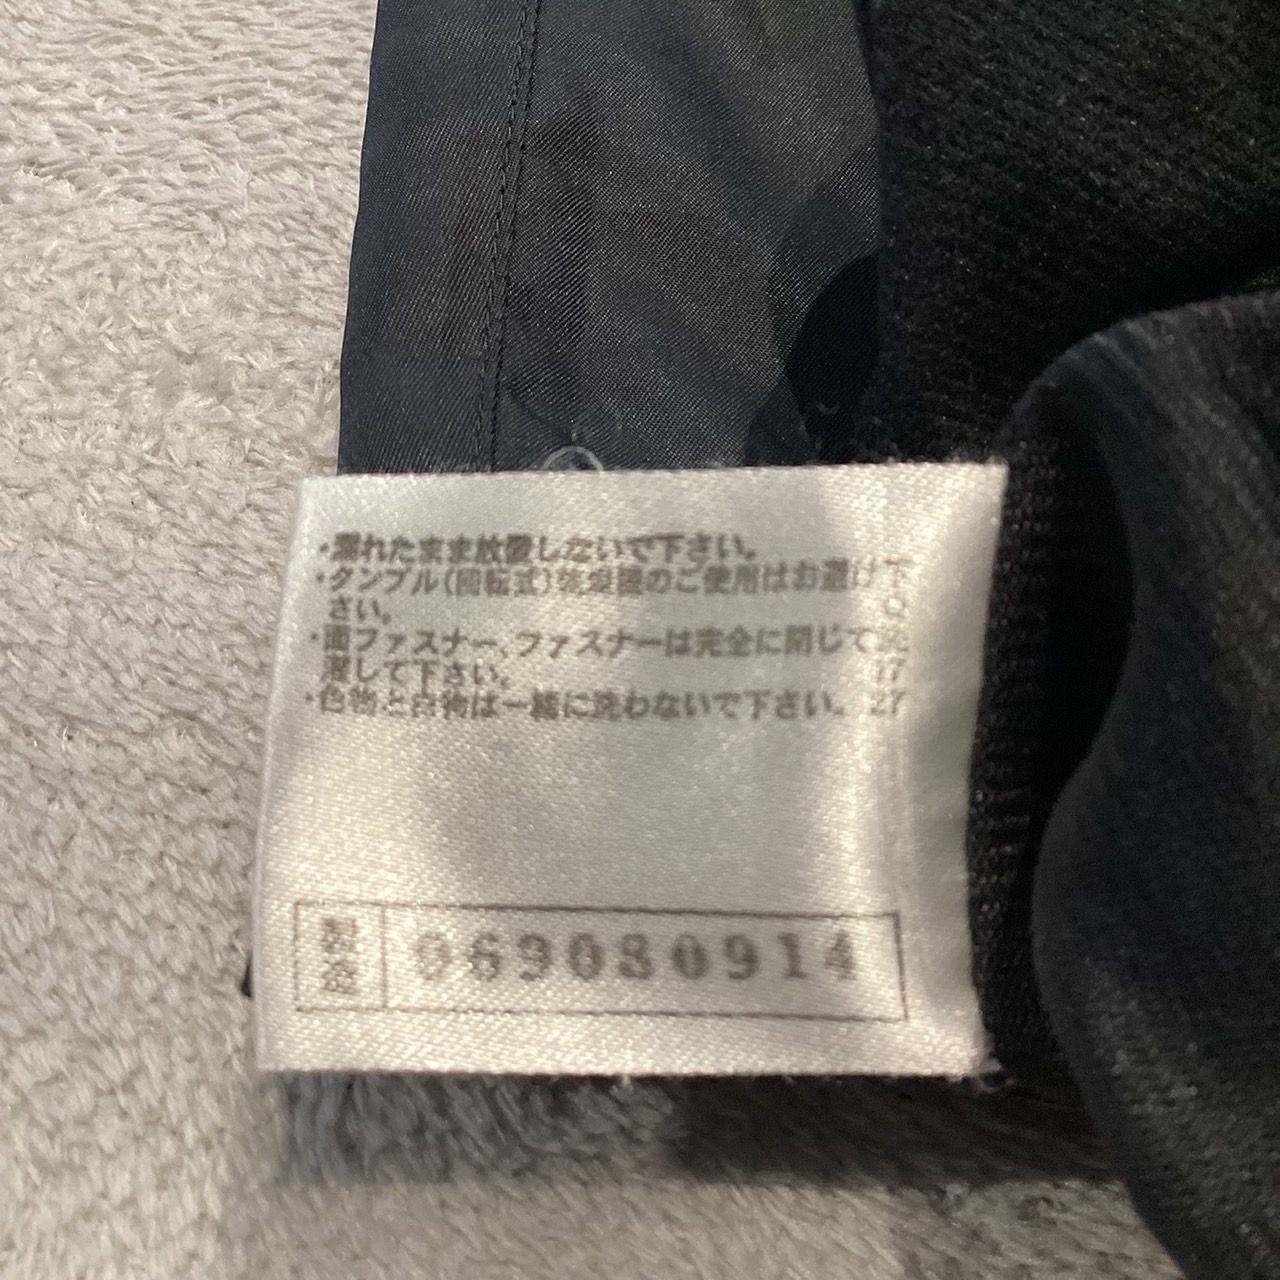 ・濡れたまま放置しないで下さい。
・タンブル(回転式)乾燥機のご使用はお避け下
さい。
・面ファスナー、ファスナーは完全に閉じて洗
濯して下さい。
・色物と白物は一緒に洗わないで下さい。 27
製造 069080914